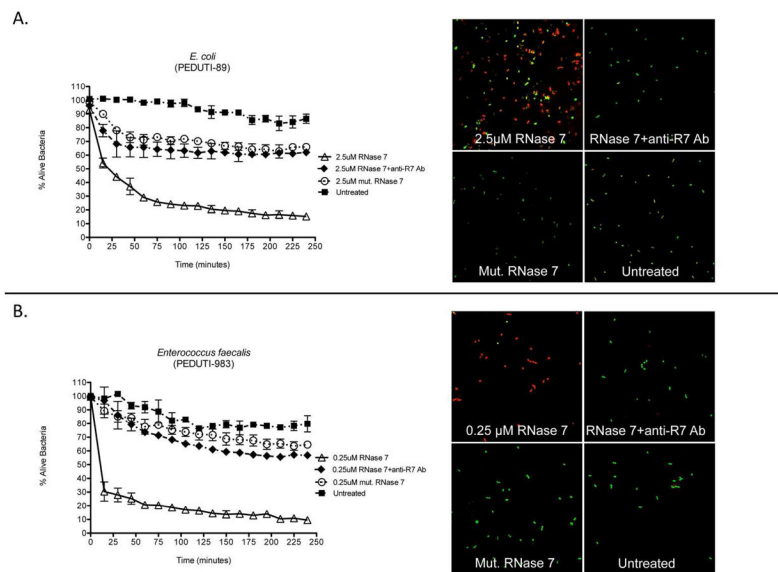 A.
E. coli
(PEDUTI-89)
% Alive Bacteria
110
100
90
80
70
60
50
40
30
20
10
0
0 25 50 75 100 125 150 175 200 225 250
Time (minutes)
2.5µM RNase 7
2.5µM RNase 7+anti-R7 Ab
2.5µM mut. RNase 7
Untreated
2.5µM RNase 7
RNase 7+anti-R7 Ab
Mut. RNase 7
Untreated
B.
Enterococcus faecalis
(PEDUTI-983)
% Alive Bacteria
110
100
90
80
70
60
50
40
30
20
10
0
0 25 50 75 100 125 150 175 200 225 250
Time (minutes)
0.25µM RNase 7
0.25µM RNase 7+anti-R7 Ab
0.25µM mut. RNase 7
Untreated
0.25 µM RNase 7
RNase 7+anti-R7 Ab
Mut. RNase 7
Untreated